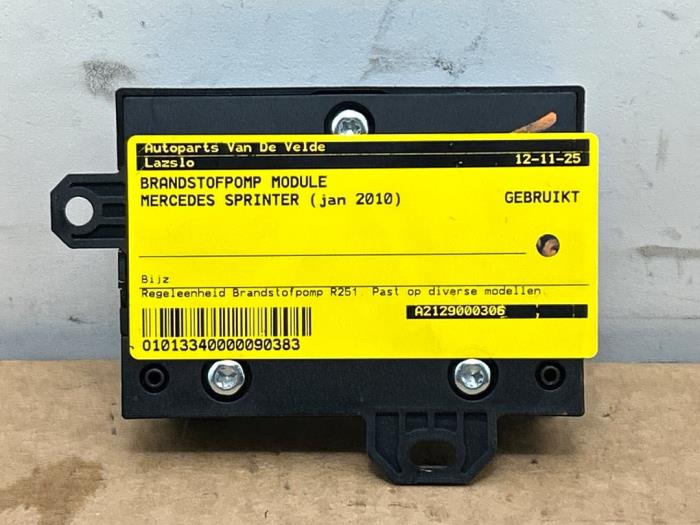 Autoparts Van De Velde
Lazslo 12-11-25
BRANDSTOFPOMP MODULE
MERCEDES SPRINTER (jan 2010) GEBRUIKT
Bijz
Regeleenheid Brandstofpomp R251. Past op diverse modellen.
A2129000306
01013340000090383